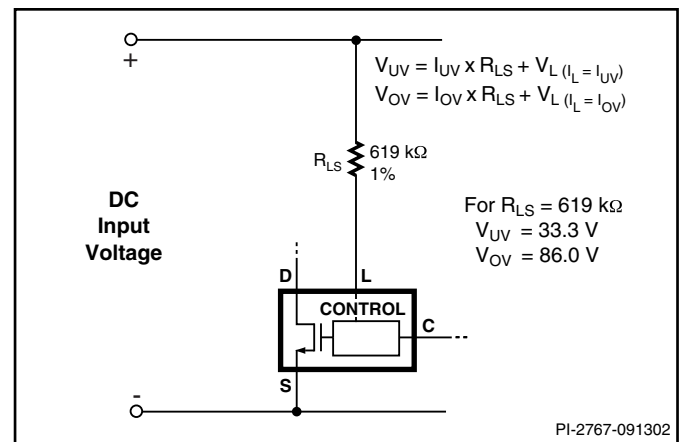 +
V_UV = I_UV x R_LS + V_L (I_L = I_UV)
V_OV = I_OV x R_LS + V_L (I_L = I_OV)
R_LS
619 kΩ
1%
DC
Input
Voltage
For R_LS = 619 kΩ
V_UV = 33.3 V
V_OV = 86.0 V
D
L
CONTROL
C
S
-
PI-2767-091302